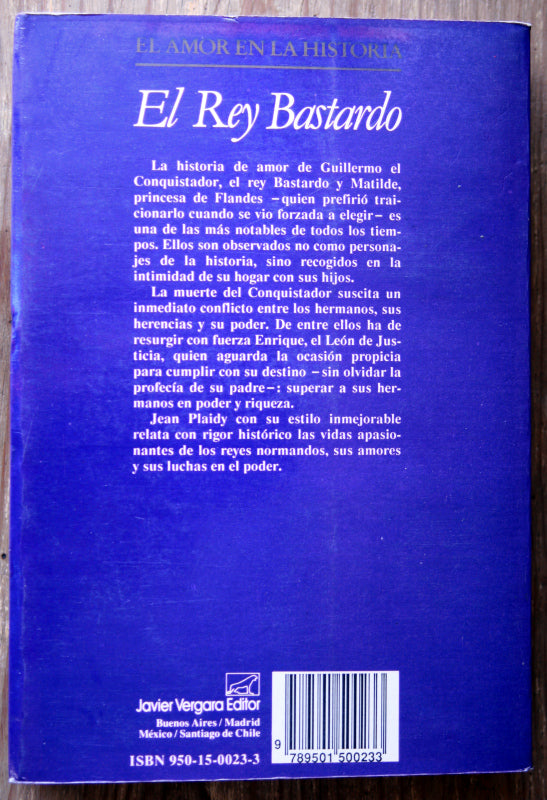 EL AMOR EN LA HISTORIA
El Rey Bastardo
La historia de amor de Guillermo el
Conquistador, el rey Bastardo y Matilde,
princesa de Flandes –quien prefirió trai-
cionarlo cuando se vio forzada a elegir– es
una de las más notables de todos los tiem-
pos. Ellos son observados no como persona-
jes de la historia, sino recogidos en la
intimidad de su hogar con sus hijos.
La muerte del Conquistador suscita un
inmediato conflicto entre los hermanos, sus
herencias y su poder. De entre ellos ha de
resurgir con fuerza Enrique, el León de Jus-
ticia, quien aguarda la ocasión propicia
para cumplir con su destino –sin olvidar la
profecía de su padre–: superar a sus her-
manos en poder y riqueza.
Jean Plaidy con su estilo inmejorable
relata con rigor histórico las vidas apasio-
nantes de los reyes normandos, sus amores
y sus luchas en el poder.
Javier Vergara Editor
Buenos Aires / Madrid
México / Santiago de Chile
ISBN 950-15-0023-3
9 789501 500233